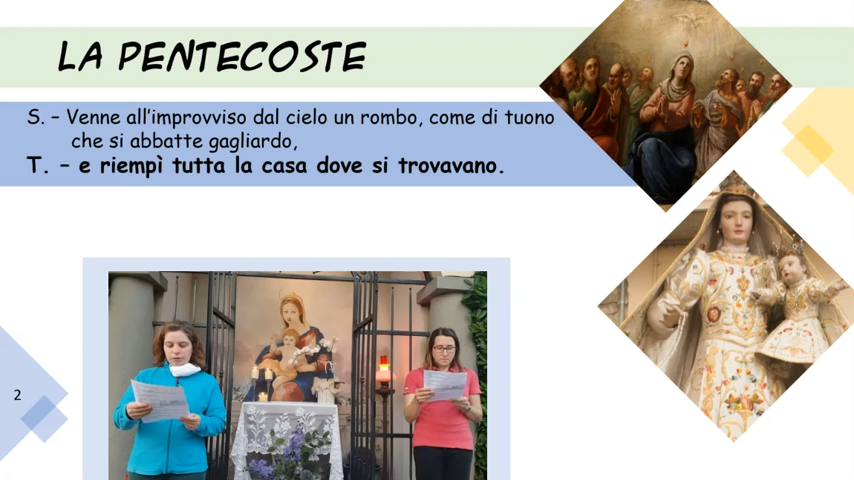 LA PENTECOSTE
S. – Venne all'improvviso dal cielo un rombo, come di tuono
che si abbatte gagliardo,
T. – e riempì tutta la casa dove si trovavano.
2